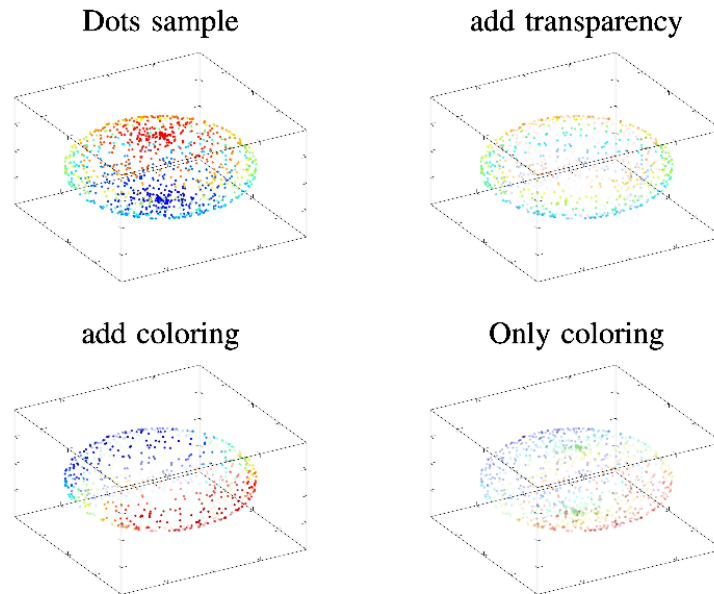 Dots sample
add transparency
add coloring
Only coloring